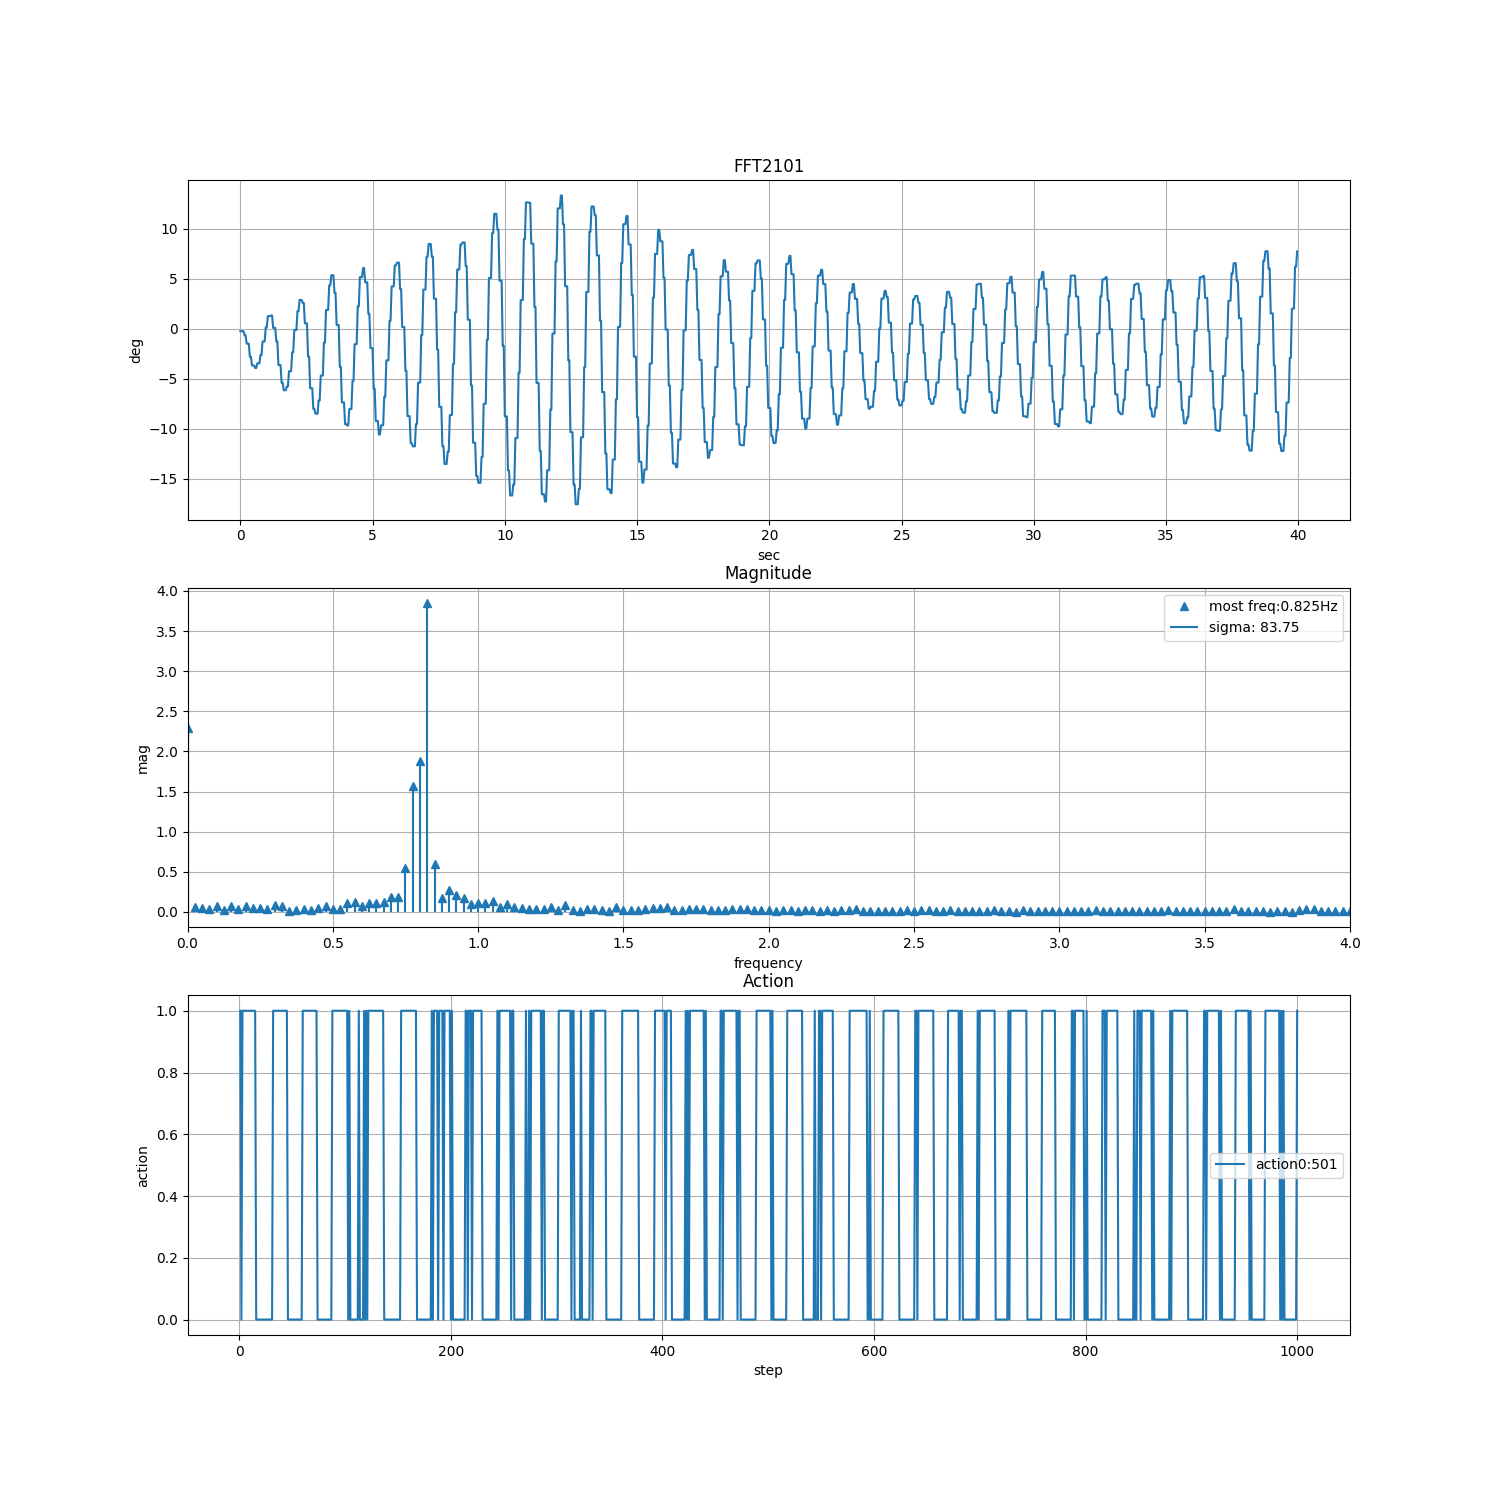 FFT2101
10
5
0
−5
−10
−15
deg
0 5 10 15 20 25 30 35 40
sec
Magnitude
4.0
3.5
3.0
2.5
2.0
1.5
1.0
0.5
0.0
mag
most freq:0.825Hz
sigma: 83.75
0.0 0.5 1.0 1.5 2.0 2.5 3.0 3.5 4.0
frequency
Action
1.0
0.8
0.6
0.4
0.2
0.0
action
action0:501
0 200 400 600 800 1000
step